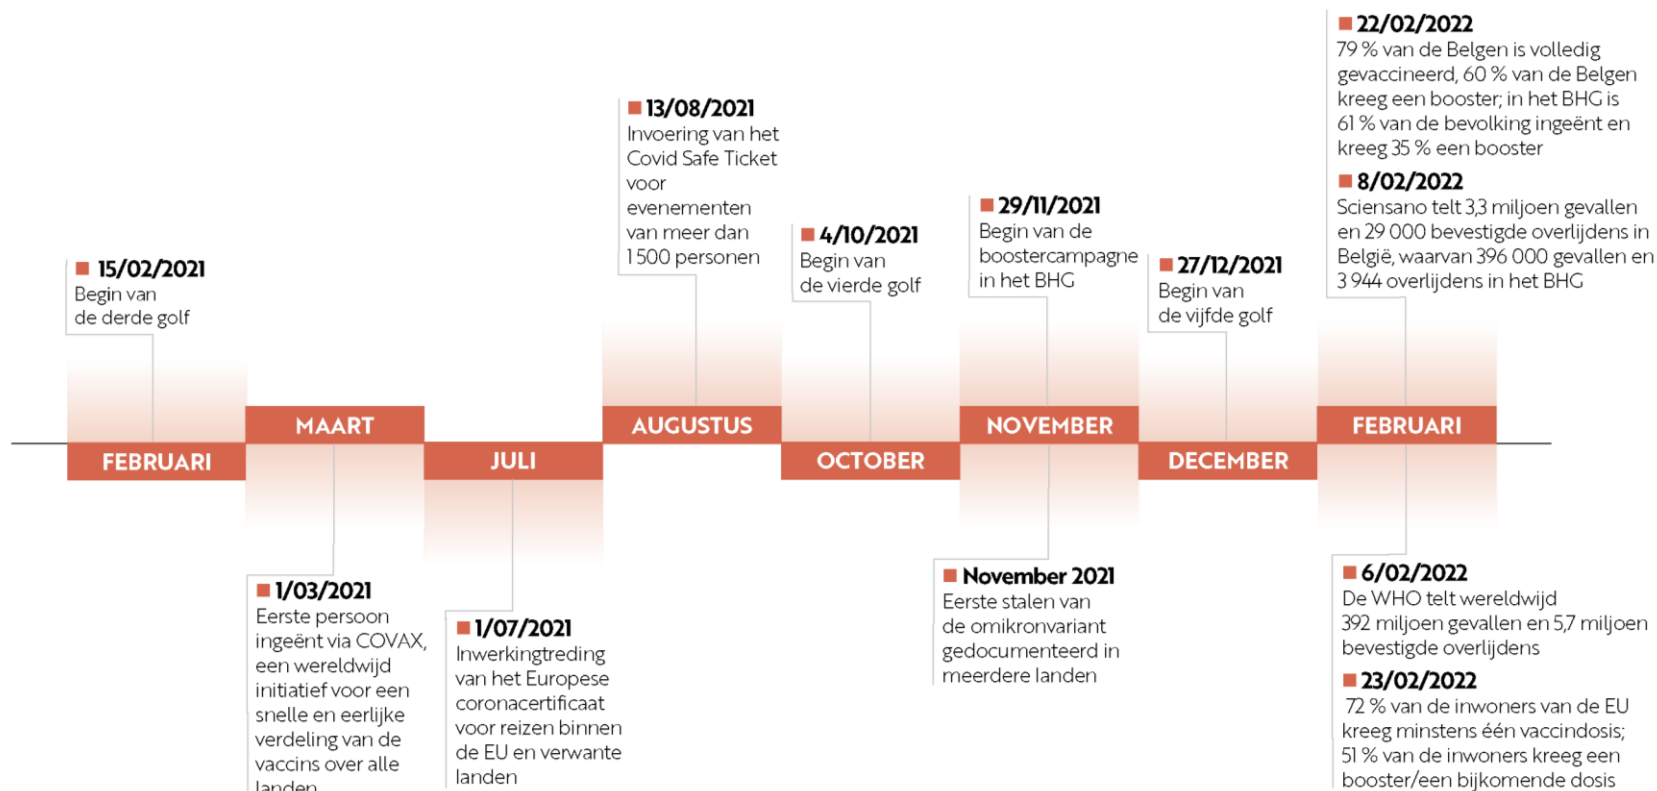 15/02/2021
Begin van
de derde golf
13/08/2021
Invoering van het
Covid Safe Ticket
voor
evenementen
van meer dan
1 500 personen
4/10/2021
Begin van
de vierde golf
29/11/2021
Begin van de
boostercampagne
in het BHG
27/12/2021
Begin van
de vijfde golf
22/02/2022
79 % van de Belgen is volledig
gevaccineerd, 60 % van de Belgen
kreeg een booster; in het BHG is
61 % van de bevolking ingeënt en
kreeg 35 % een booster
8/02/2022
Sciensano telt 3,3 miljoen gevallen
en 29 000 bevestigde overlijdens in
België, waarvan 396 000 gevallen en
3 944 overlijdens in het BHG
FEBRUARI
MAART
JULI
AUGUSTUS
OCTOBER
NOVEMBER
DECEMBER
FEBRUARI
1/03/2021
Eerste persoon
ingeënt via COVAX,
een wereldwijd
initiatief voor een
snelle en eerlijke
verdeling van de
vaccins over alle
landen
1/07/2021
Inwerkingtreding
van het Europese
coronacertificaat
voor reizen binnen
de EU en verwante
landen
November 2021
Eerste stalen van
de omikronvariant
gedocumenteerd in
meerdere landen
6/02/2022
De WHO telt wereldwijd
392 miljoen gevallen en 5,7 miljoen
bevestigde overlijdens
23/02/2022
72 % van de inwoners van de EU
kreeg minstens één vaccindosis;
51 % van de inwoners kreeg een
booster/een bijkomende dosis